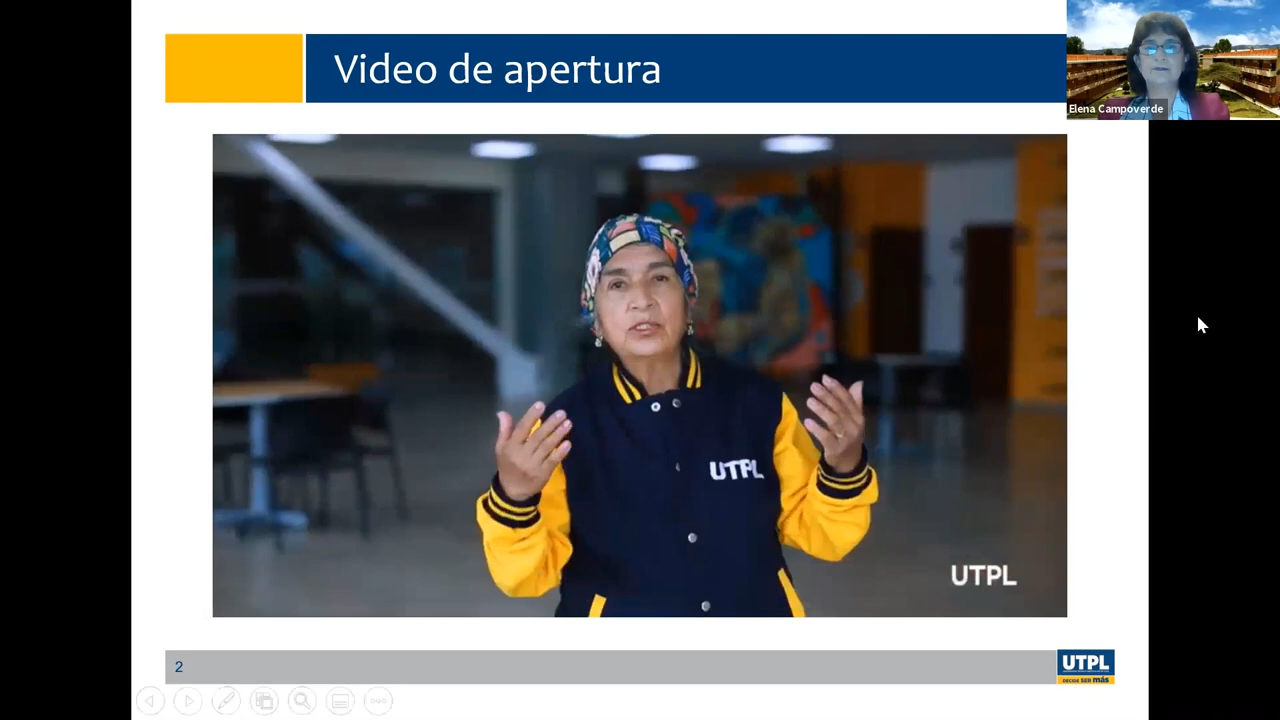 Video de apertura
Elena Campoverde
UTPL
UTPL
2
UTPL
DECIDE SER más